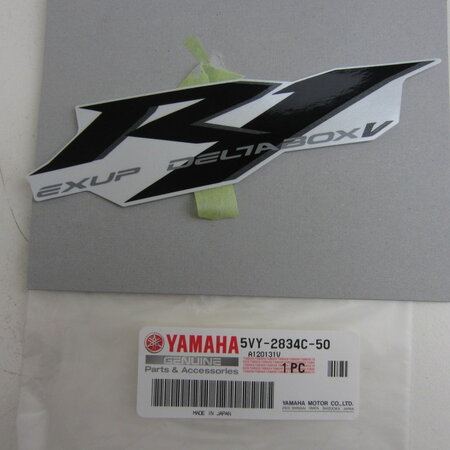 R1
EXUP DELTABOXV
YAMAHA 5VY-2834C-50
GENUINE A120131V
Parts & Accessories 1 PC
MADE IN JAPAN
YAMAHA MOTOR CO.,LTD.